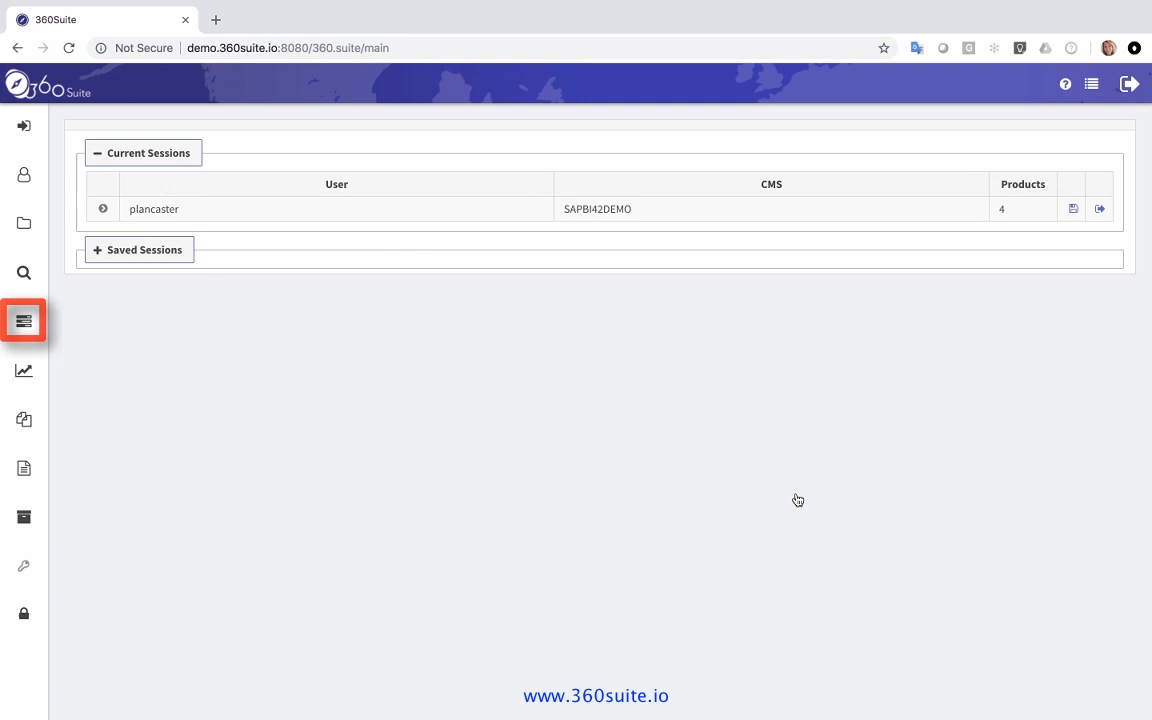 360Suite
Not Secure demo.360suite.io:8080/360.suite/main
G
360 Suite
Current Sessions
User CMS Products
plancaster SAPBI42DEMO 4
Saved Sessions
www.360suite.io